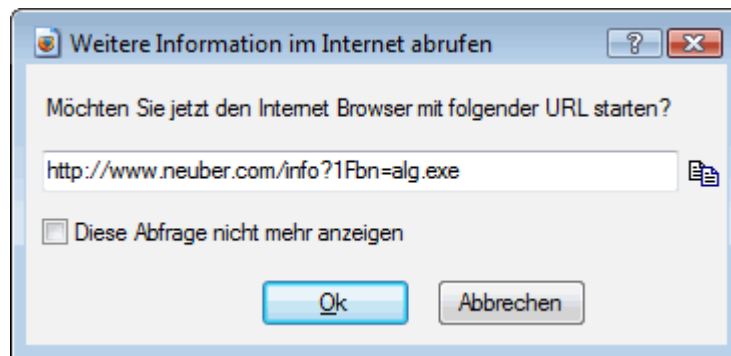 Weitere Information im Internet abrufen
?
Möchten Sie jetzt den Internet Browser mit folgender URL starten?
http://www.neuber.com/info?1Fbn=alg.exe
Diese Abfrage nicht mehr anzeigen
Ok
Abbrechen